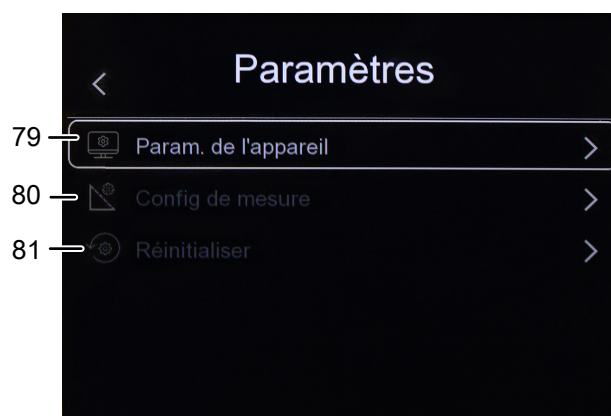 Paramètres
79 Param. de l'appareil
80 Config de mesure
81 Réinitialiser